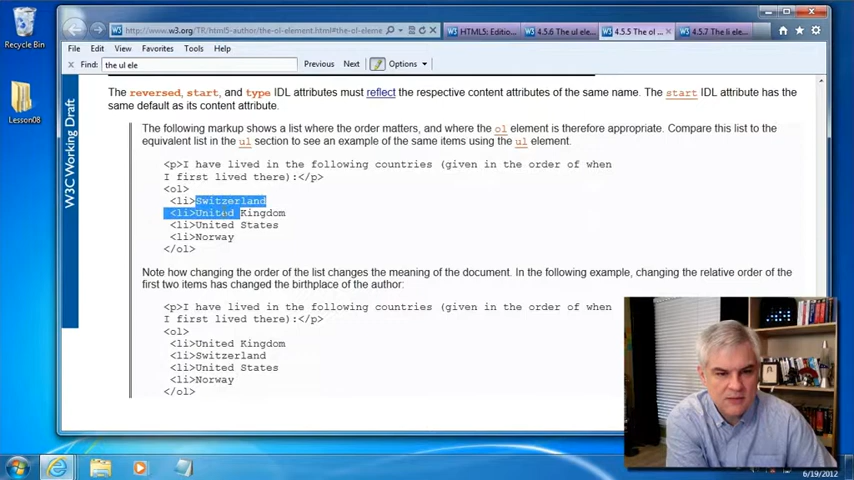 Recycle Bin
Lesson08
http://www.w3.org/TR/html5-author/the-ol-element.html#the-ol-eleme
HTML5: Edition...
4.5.6 The ul ele...
4.5.5 The ol ...
4.5.7 The li ele...
File Edit View Favorites Tools Help
Find: the ul ele Previous Next Options
The reversed, start, and type IDL attributes must reflect the respective content attributes of the same name. The start IDL attribute has the
same default as its content attribute.
The following markup shows a list where the order matters, and where the ol element is therefore appropriate. Compare this list to the
equivalent list in the ul section to see an example of the same items using the ul element.
<p>I have lived in the following countries (given in the order of when
I first lived there):</p>
<ol>
<li>Switzerland
<li>United Kingdom
<li>United States
<li>Norway
</ol>
Note how changing the order of the list changes the meaning of the document. In the following example, changing the relative order of the
first two items has changed the birthplace of the author:
<p>I have lived in the following countries (given in the order of when
I first lived there):</p>
<ol>
<li>United Kingdom
<li>Switzerland
<li>United States
<li>Norway
</ol>
W3C Working Draft
6/19/2012